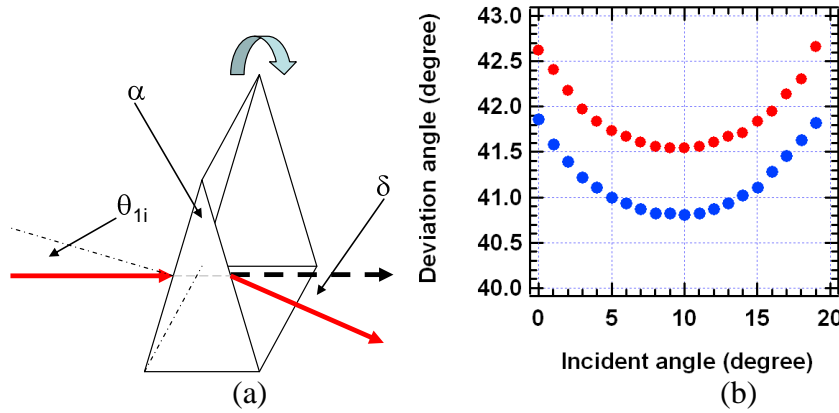 α
θ1i
δ
(a)
43.0
42.5
42.0
41.5
41.0
40.5
40.0
Deviation angle (degree)
0 5 10 15 20
Incident angle (degree)
(b)